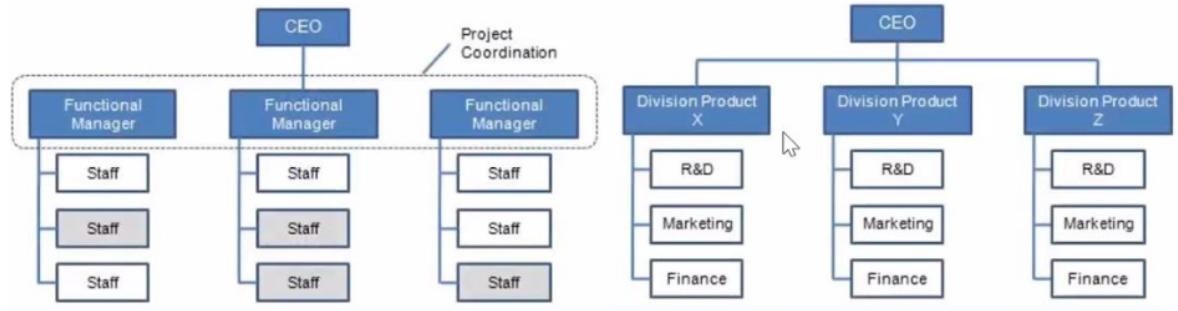 CEO
Project
Coordination
Functional
Manager
Functional
Manager
Functional
Manager
Staff
Staff
Staff
Staff
Staff
Staff
Staff
Staff
Staff
CEO
Division Product
X
Division Product
Y
Division Product
Z
R&D
R&D
R&D
Marketing
Marketing
Marketing
Finance
Finance
Finance